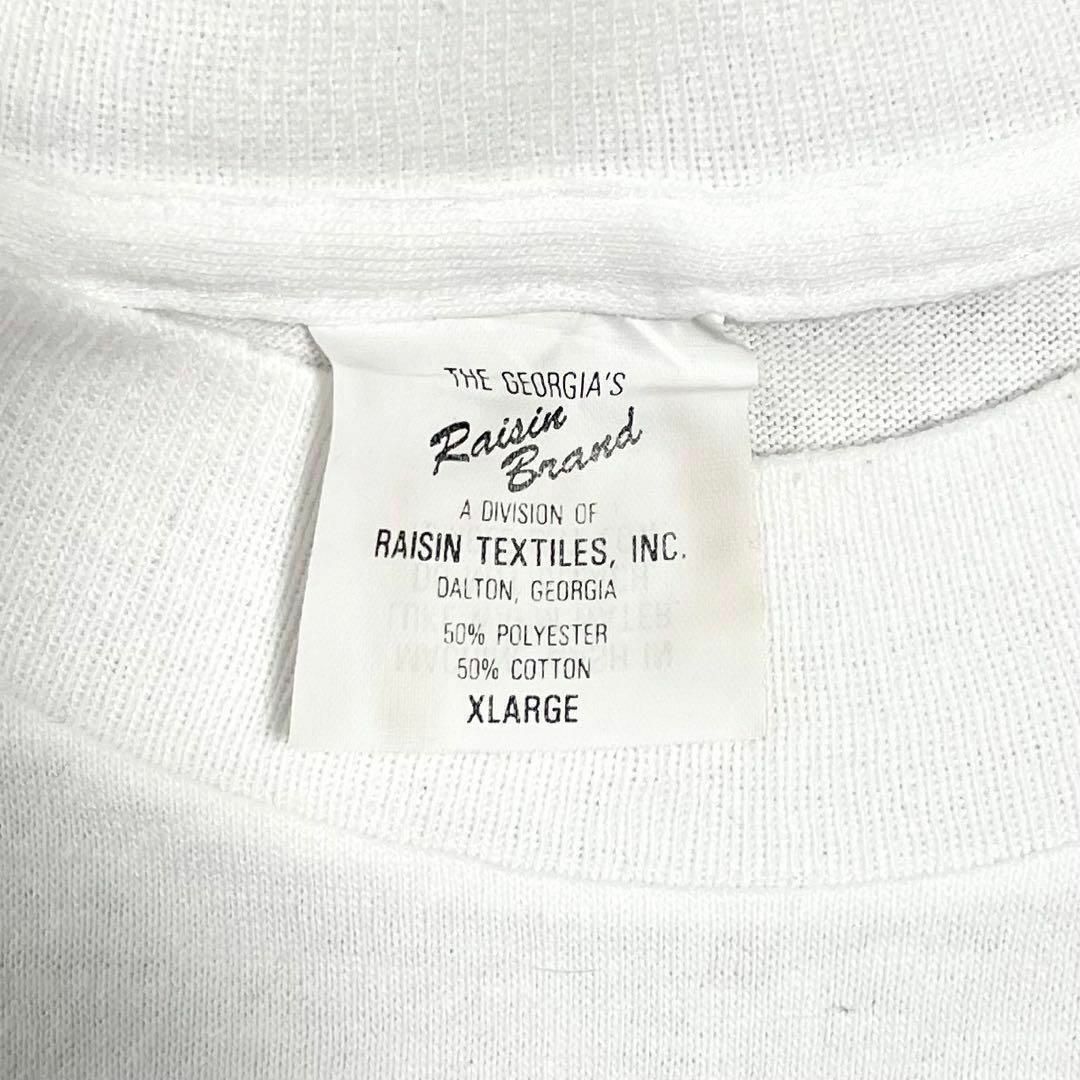 THE GEORGIA'S
Raisin
Brand
A DIVISION OF
RAISIN TEXTILES, INC.
DALTON, GEORGIA
50% POLYESTER
50% COTTON
XLARGE